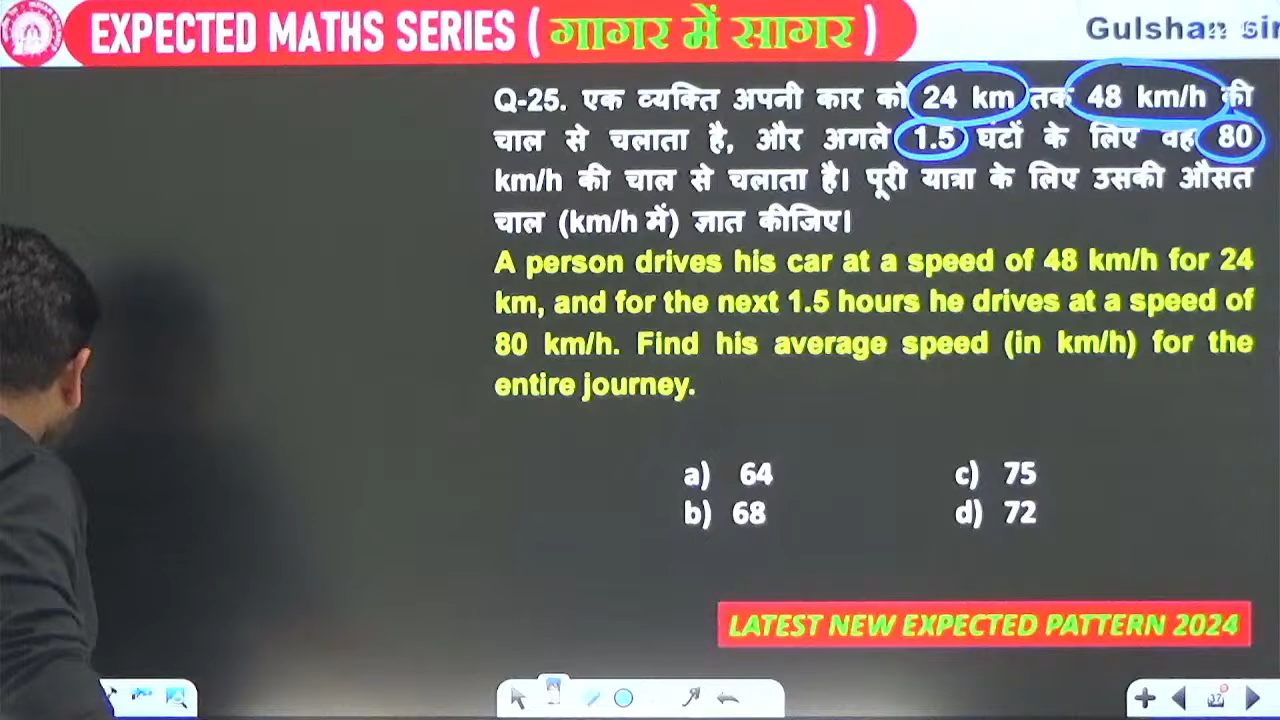 EXPECTED MATHS SERIES ( गागर में सागर )
Gulshan sir
Q-25. एक व्यक्ति अपनी कार को 24 km तक 48 km/h की
चाल से चलाता है, और अगले 1.5 घंटों के लिए वह 80
km/h की चाल से चलाता है। पूरी यात्रा के लिए उसकी औसत
चाल (km/h में) ज्ञात कीजिए।
A person drives his car at a speed of 48 km/h for 24
km, and for the next 1.5 hours he drives at a speed of
80 km/h. Find his average speed (in km/h) for the
entire journey.
a) 64
c) 75
b) 68
d) 72
LATEST NEW EXPECTED PATTERN 2024